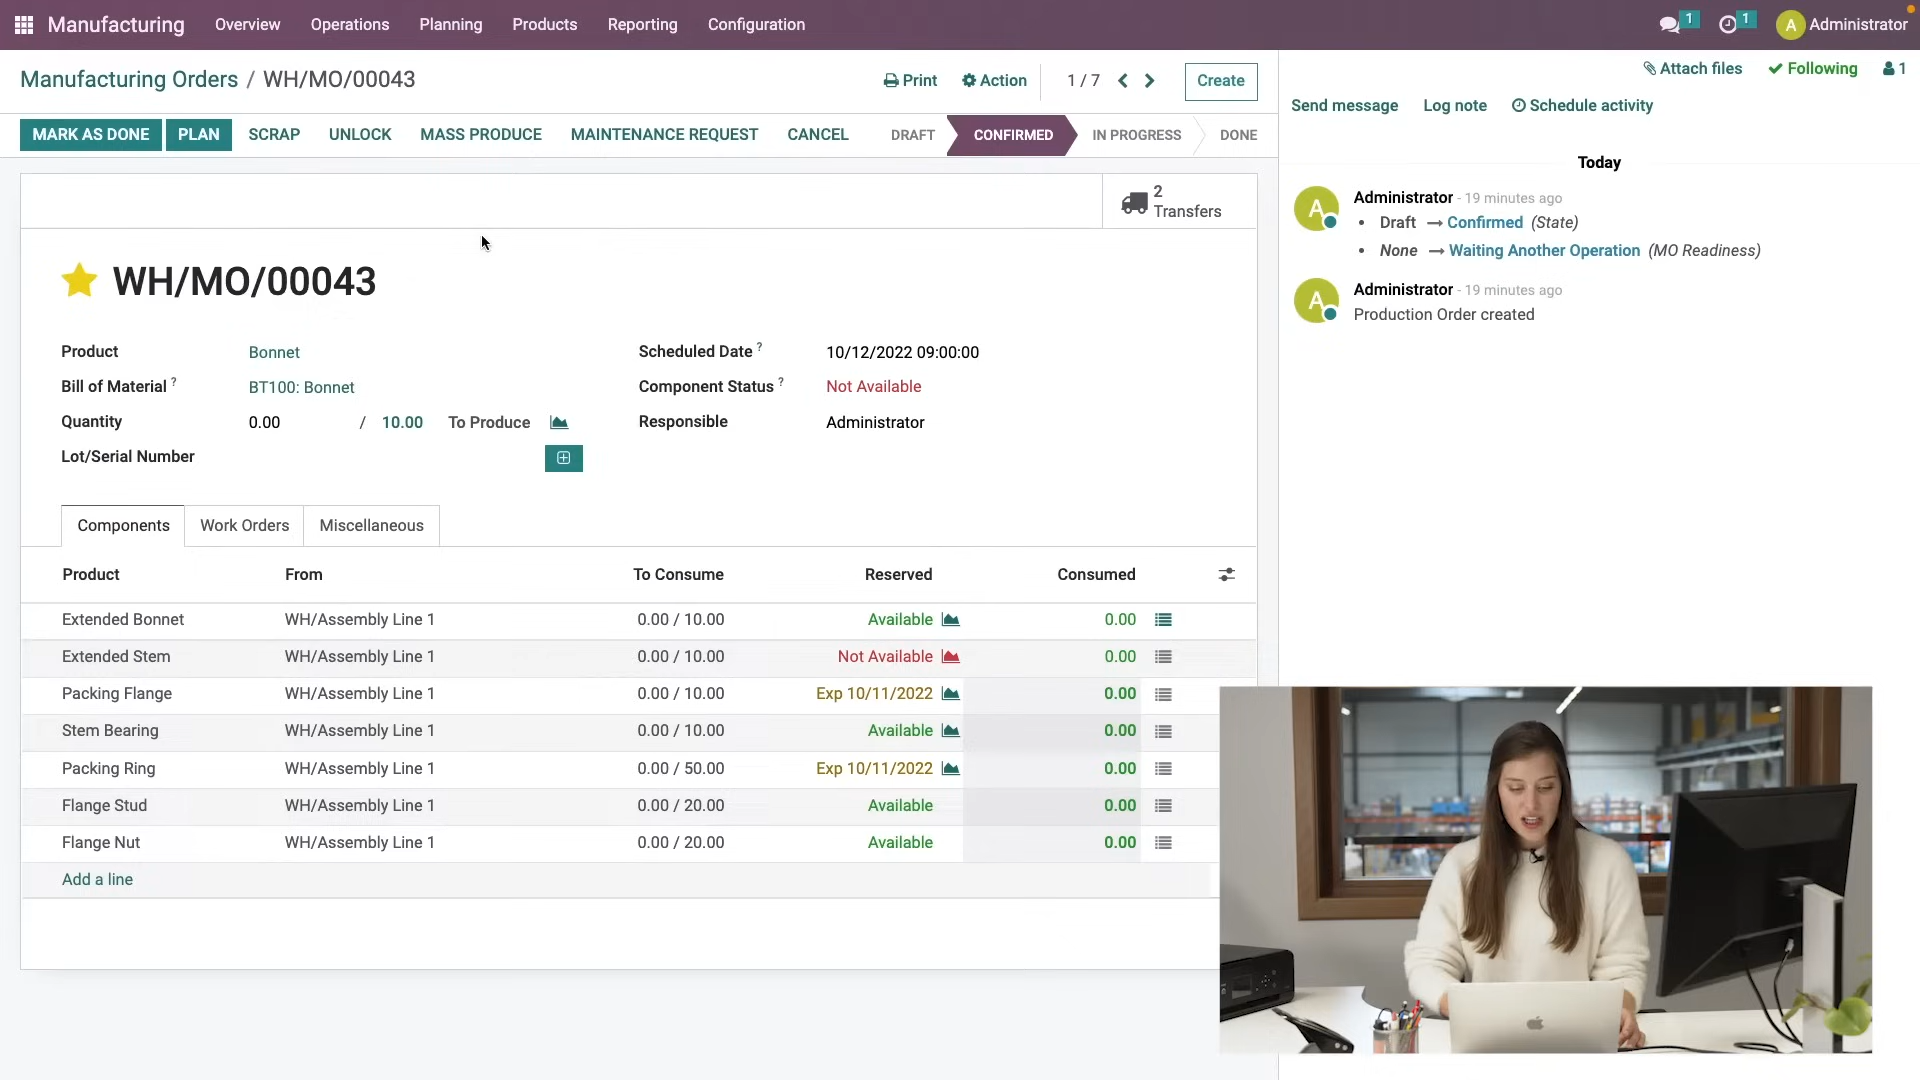 Manufacturing Overview Operations Planning Products Reporting Configuration 1 1 A Administrator
Manufacturing Orders / WH/MO/00043 Print Action 1 / 7 Create
Attach files Following 1
Send message Log note Schedule activity
MARK AS DONE PLAN SCRAP UNLOCK MASS PRODUCE MAINTENANCE REQUEST CANCEL DRAFT CONFIRMED IN PROGRESS DONE
2
Transfers
WH/MO/00043
Product Bonnet
Bill of Material ? BT100: Bonnet
Quantity 0.00 / 10.00 To Produce
Lot/Serial Number
Scheduled Date ? 10/12/2022 09:00:00
Component Status ? Not Available
Responsible Administrator
Components Work Orders Miscellaneous
Product From To Consume Reserved Consumed
Extended Bonnet WH/Assembly Line 1 0.00 / 10.00 Available 0.00
Extended Stem WH/Assembly Line 1 0.00 / 10.00 Not Available 0.00
Packing Flange WH/Assembly Line 1 0.00 / 10.00 Exp 10/11/2022 0.00
Stem Bearing WH/Assembly Line 1 0.00 / 10.00 Available 0.00
Packing Ring WH/Assembly Line 1 0.00 / 50.00 Exp 10/11/2022 0.00
Flange Stud WH/Assembly Line 1 0.00 / 20.00 Available 0.00
Flange Nut WH/Assembly Line 1 0.00 / 20.00 Available 0.00
Add a line
Today
A Administrator - 19 minutes ago
• Draft → Confirmed (State)
• None → Waiting Another Operation (MO Readiness)
A Administrator - 19 minutes ago
Production Order created